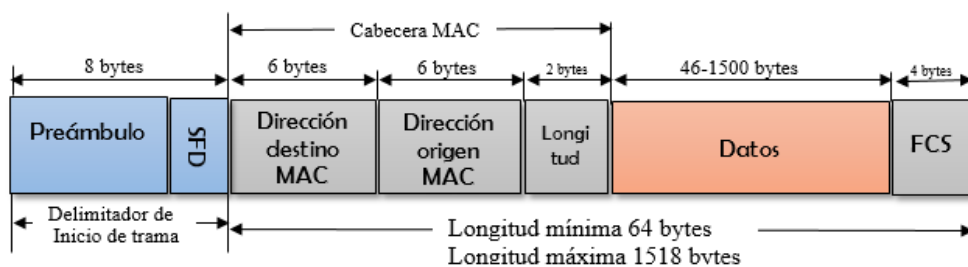 Cabecera MAC
8 bytes
6 bytes
6 bytes
2 bytes
46-1500 bytes
4 bytes
Preámbulo
SFD
Dirección
destino
MAC
Dirección
origen
MAC
Longi
tud
Datos
FCS
Delimitador de
Inicio de trama
Longitud mínima 64 bytes
Longitud máxima 1518 bytes